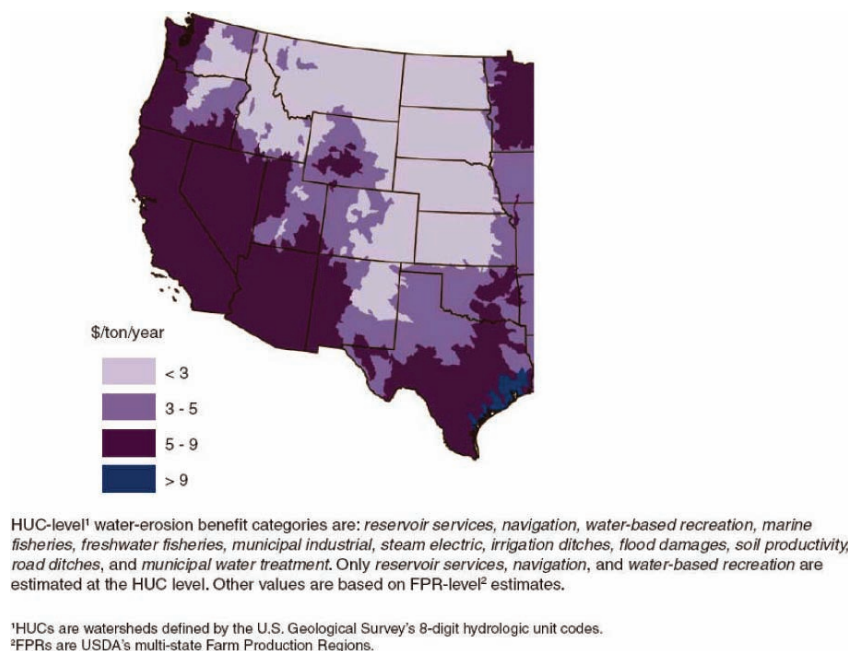 $/ton/year
< 3
3 - 5
5 - 9
> 9
HUC-level¹ water-erosion benefit categories are: reservoir services, navigation, water-based recreation, marine
fisheries, freshwater fisheries, municipal industrial, steam electric, irrigation ditches, flood damages, soil productivity,
road ditches, and municipal water treatment. Only reservoir services, navigation, and water-based recreation are
estimated at the HUC level. Other values are based on FPR-level² estimates.
¹HUCs are watersheds defined by the U.S. Geological Survey's 8-digit hydrologic unit codes.
²FPRs are USDA's multi-state Farm Production Regions.